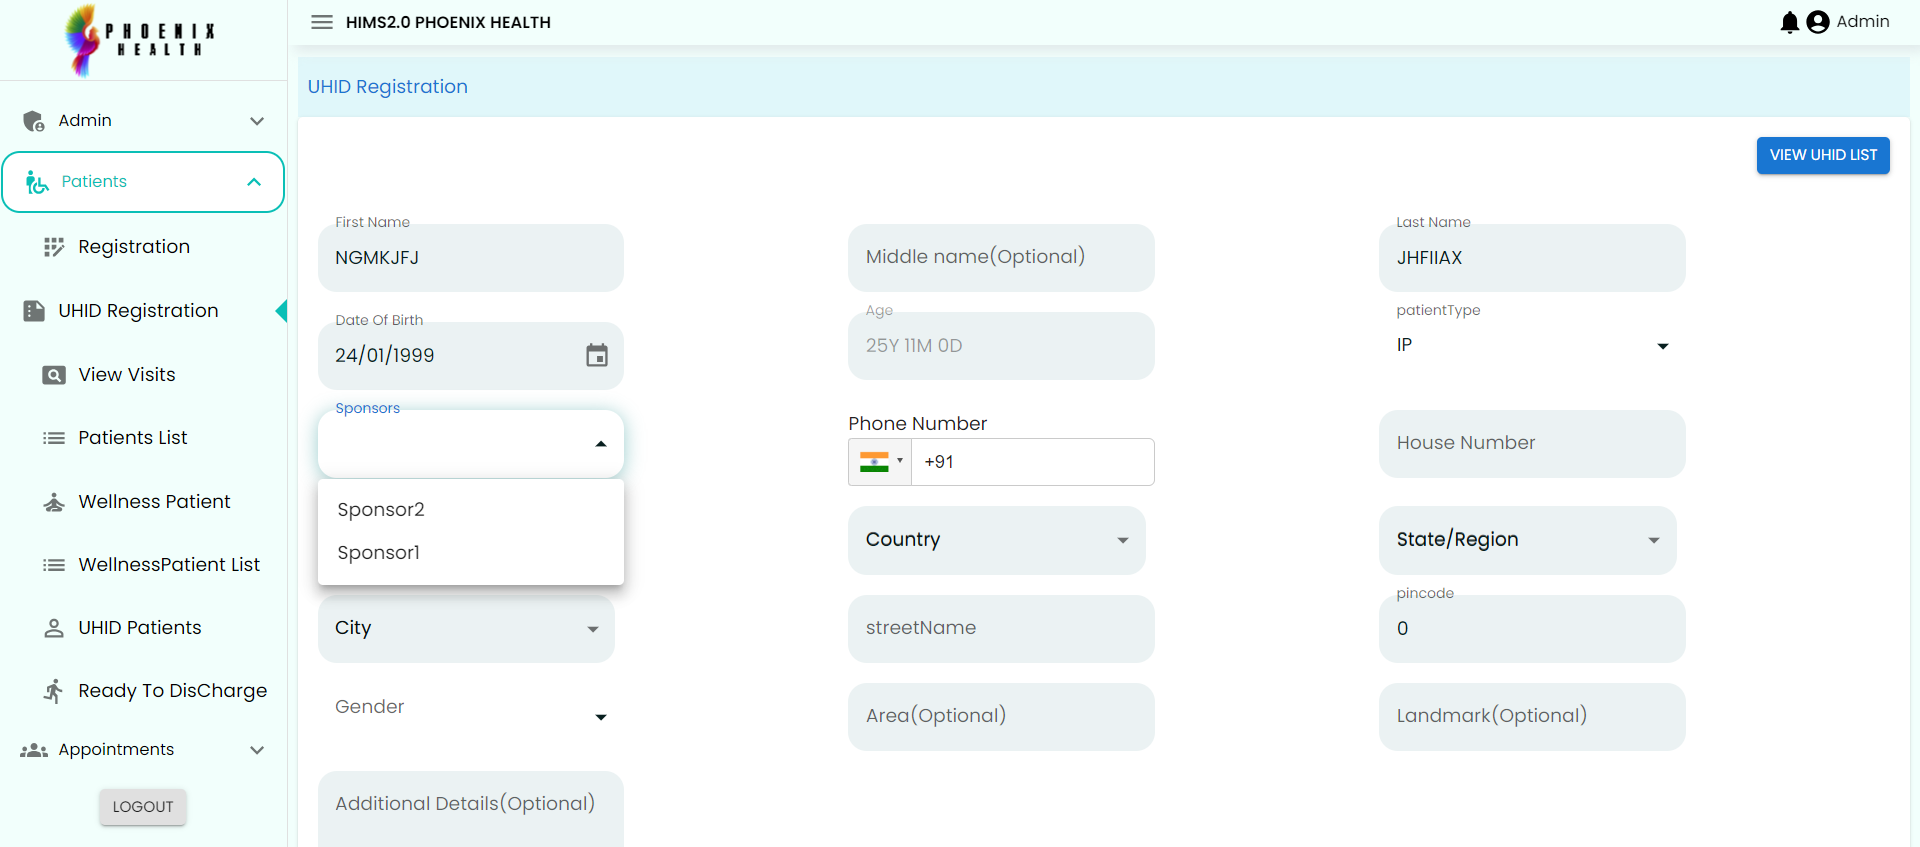 PHOENIX
HEALTH
HIMS2.0 PHOENIX HEALTH
Admin
Admin
Patients
Registration
UHID Registration
View Visits
Patients List
Wellness Patient
WellnessPatient List
UHID Patients
Ready To DisCharge
Appointments
LOGOUT
UHID Registration
VIEW UHID LIST
First Name
NGMKJFJ
Middle name(Optional)
Last Name
JHFIIAX
Date Of Birth
24/01/1999
Age
25Y 11M 0D
patientType
IP
Sponsors
Sponsor2
Sponsor1
Phone Number
+91
House Number
Country
State/Region
City
streetName
pincode
0
Gender
Area(Optional)
Landmark(Optional)
Additional Details(Optional)